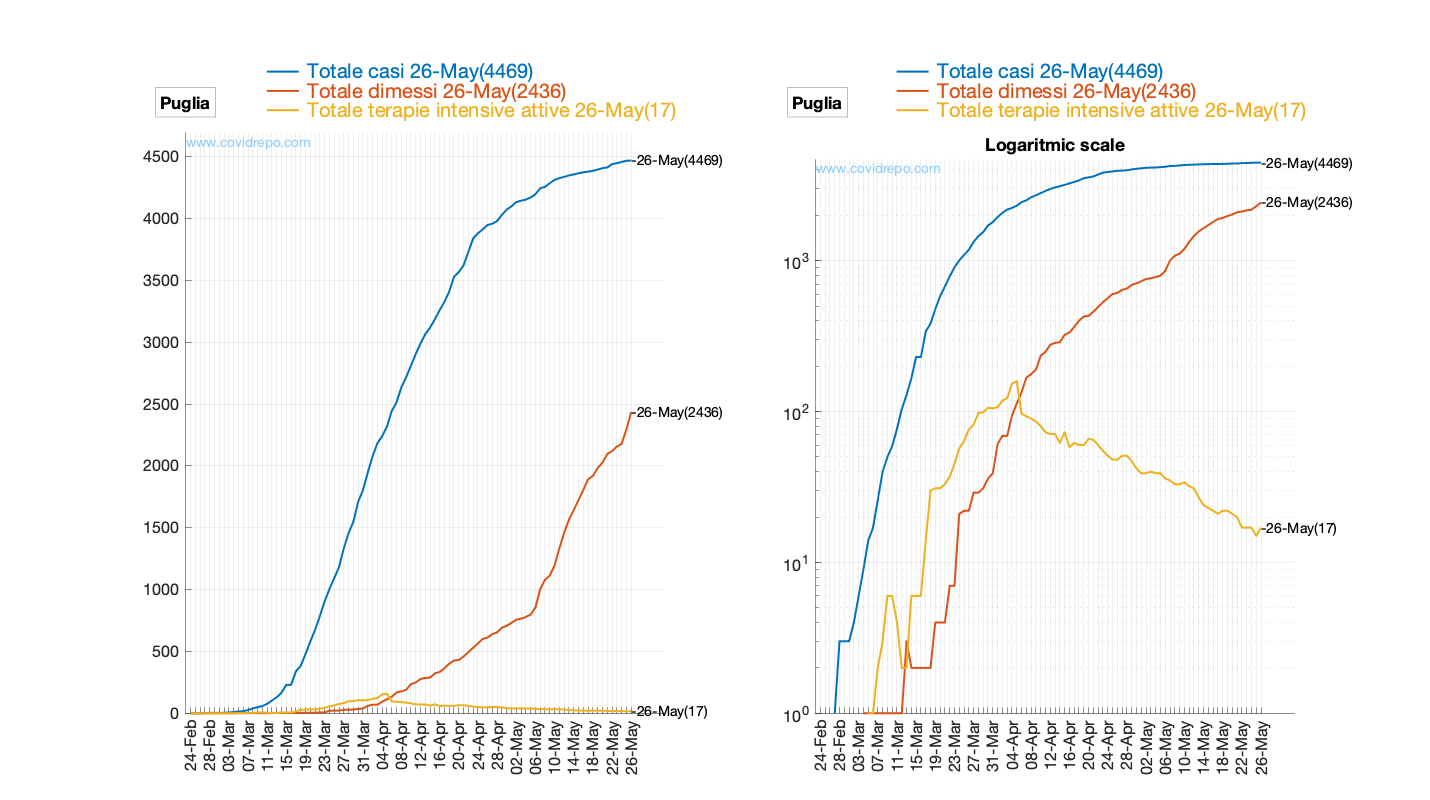 Totale casi 26-May(4469)
Totale dimessi 26-May(2436)
Totale terapie intensive attive 26-May(17)
Puglia
www.covidrepo.com
4500
4000
3500
3000
2500
2000
1500
1000
500
0
26-May(4469)
26-May(2436)
26-May(17)
24-Feb
28-Feb
03-Mar
07-Mar
11-Mar
15-Mar
19-Mar
23-Mar
27-Mar
31-Mar
04-Apr
08-Apr
12-Apr
16-Apr
20-Apr
24-Apr
28-Apr
02-May
06-May
10-May
14-May
18-May
22-May
26-May
Totale casi 26-May(4469)
Totale dimessi 26-May(2436)
Totale terapie intensive attive 26-May(17)
Puglia
Logaritmic scale
www.covidrepo.com
10³
10²
10¹
10⁰
26-May(4469)
26-May(2436)
26-May(17)
24-Feb
28-Feb
03-Mar
07-Mar
11-Mar
15-Mar
19-Mar
23-Mar
27-Mar
31-Mar
04-Apr
08-Apr
12-Apr
16-Apr
20-Apr
24-Apr
28-Apr
02-May
06-May
10-May
14-May
18-May
22-May
26-May